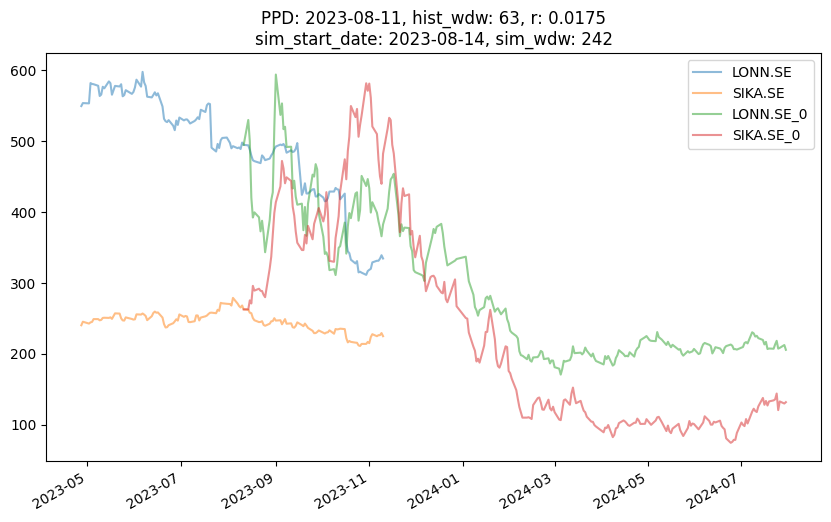 PPD: 2023-08-11, hist_wdw: 63, r: 0.0175
sim_start_date: 2023-08-14, sim_wdw: 242
LONN.SE
SIKA.SE
LONN.SE_0
SIKA.SE_0
600
500
400
300
200
100
2023-05
2023-07
2023-09
2023-11
2024-01
2024-03
2024-05
2024-07